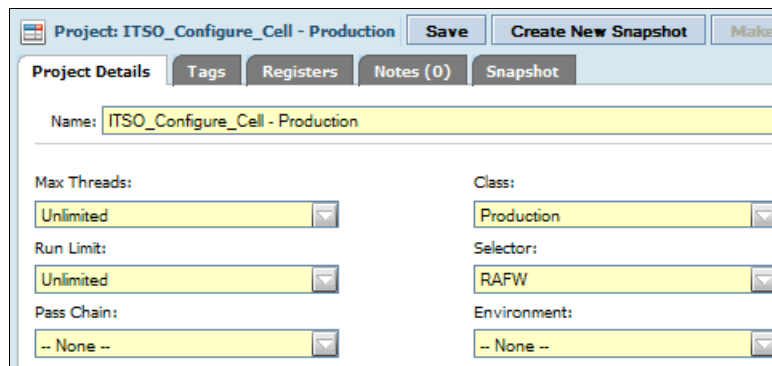 Project: ITSO_Configure_Cell - Production Save Create New Snapshot Make
Project Details Tags Registers Notes (0) Snapshot
Name: ITSO_Configure_Cell - Production
Max Threads: Class:
Unlimited Production
Run Limit: Selector:
Unlimited RAFW
Pass Chain: Environment:
-- None -- -- None --